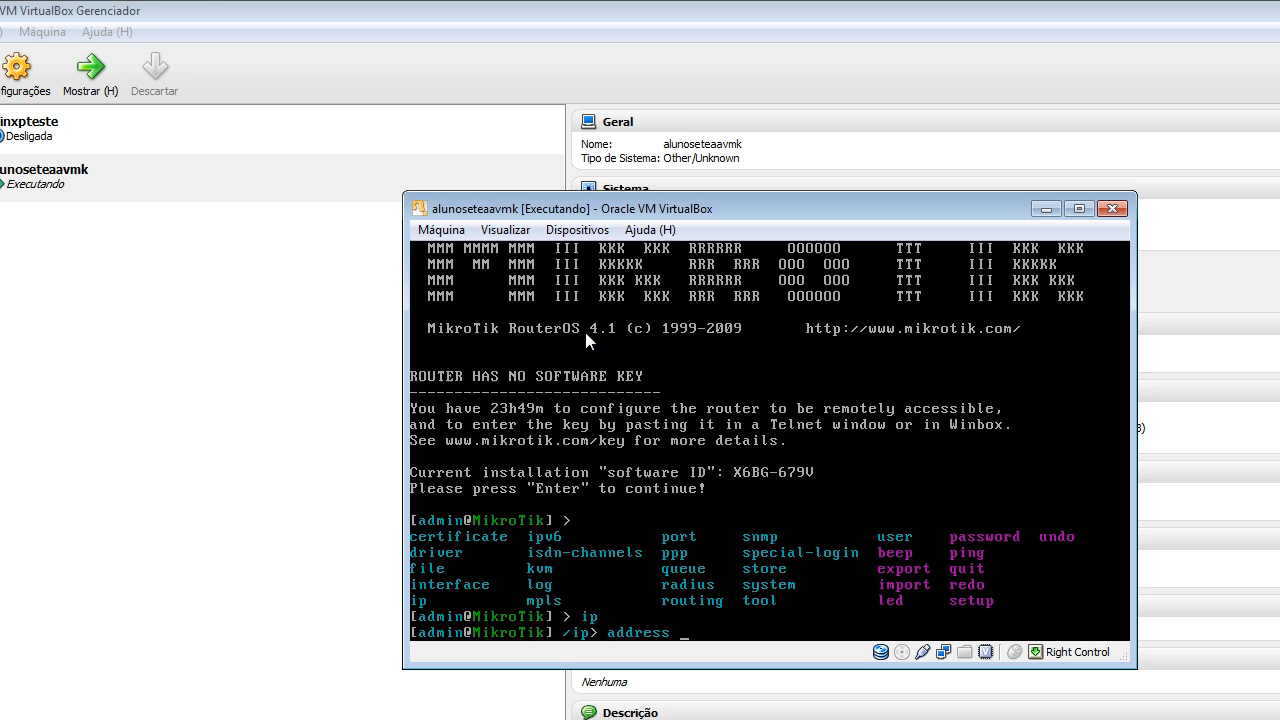 VM VirtualBox Gerenciador
) Máquina Ajuda (H)
figurações Mostrar (H) Descartar
inxpteste
Desligada
unoseteaavmk
Executando
Geral
Nome: alunoseteaavmk
Tipo de Sistema: Other/Unknown
Sistema
alunoseteaavmk [Executando] - Oracle VM VirtualBox
Máquina Visualizar Dispositivos Ajuda (H)
MMM MMMM MMM III KKK KKK RRRRRR OOOOOO TTT III KKK KKK
MMM MM MMM III KKKKK RRR RRR OOO OOO TTT III KKKKK
MMM MMM III KKK KKK RRRRRR OOO OOO TTT III KKK KKK
MMM MMM III KKK KKK RRR RRR OOOOOO TTT III KKK KKK
MikroTik RouterOS 4.1 (c) 1999-2009 http://www.mikrotik.com/
ROUTER HAS NO SOFTWARE KEY
----------------------------
You have 23h49m to configure the router to be remotely accessible,
and to enter the key by pasting it in a Telnet window or in Winbox.
See www.mikrotik.com/key for more details.
Current installation "software ID": X6BG-679V
Please press "Enter" to continue!
[admin@MikroTik] >
certificate ipv6 port snmp user password undo
driver isdn-channels ppp special-login beep ping
file kvm queue store export quit
interface log radius system import redo
ip mpls routing tool led setup
[admin@MikroTik] > ip
[admin@MikroTik] /ip> address _
3)
Right Control
Nenhuma
Descrição